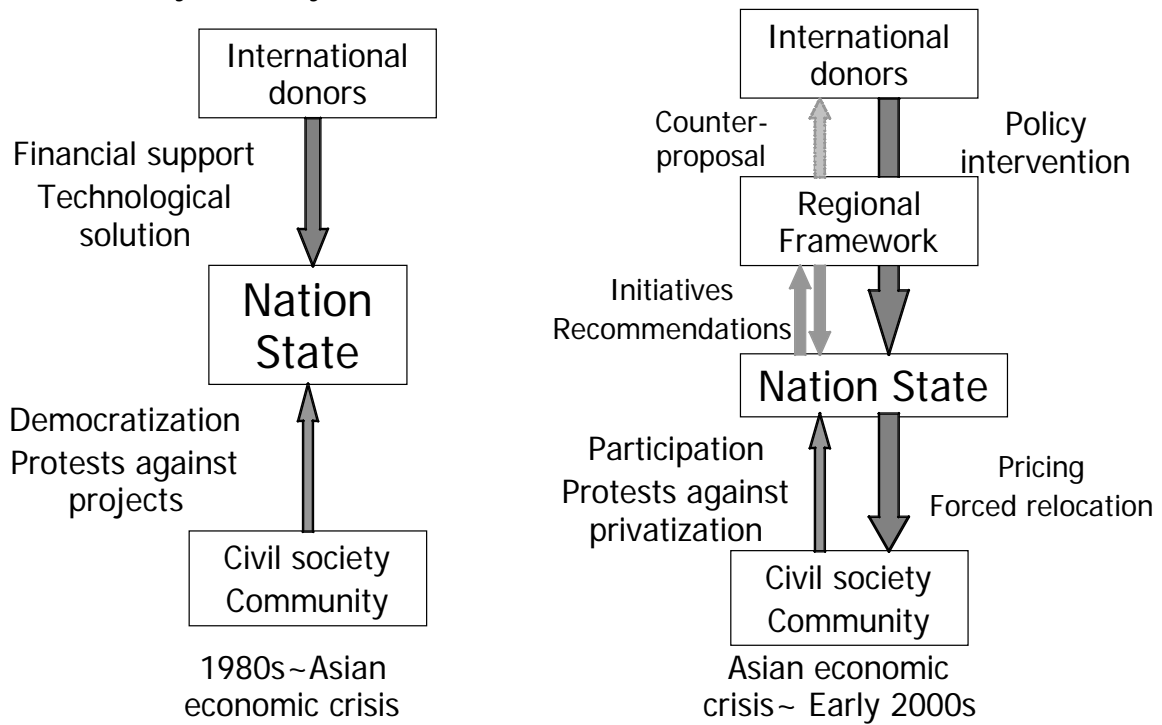 International
donors
Financial support
Technological
solution
Nation
State
Democratization
Protests against
projects
Civil society
Community
1980s~Asian
economic crisis
International
donors
Counter-
proposal
Policy
intervention
Regional
Framework
Initiatives
Recommendations
Nation State
Participation
Protests against
privatization
Pricing
Forced relocation
Civil society
Community
Asian economic
crisis~ Early 2000s